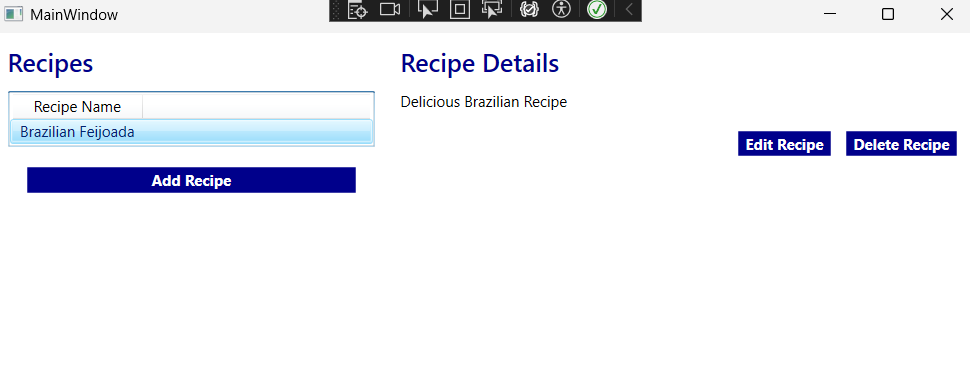 MainWindow
Recipes
Recipe Name
Brazilian Feijoada
Add Recipe
Recipe Details
Delicious Brazilian Recipe
Edit Recipe
Delete Recipe